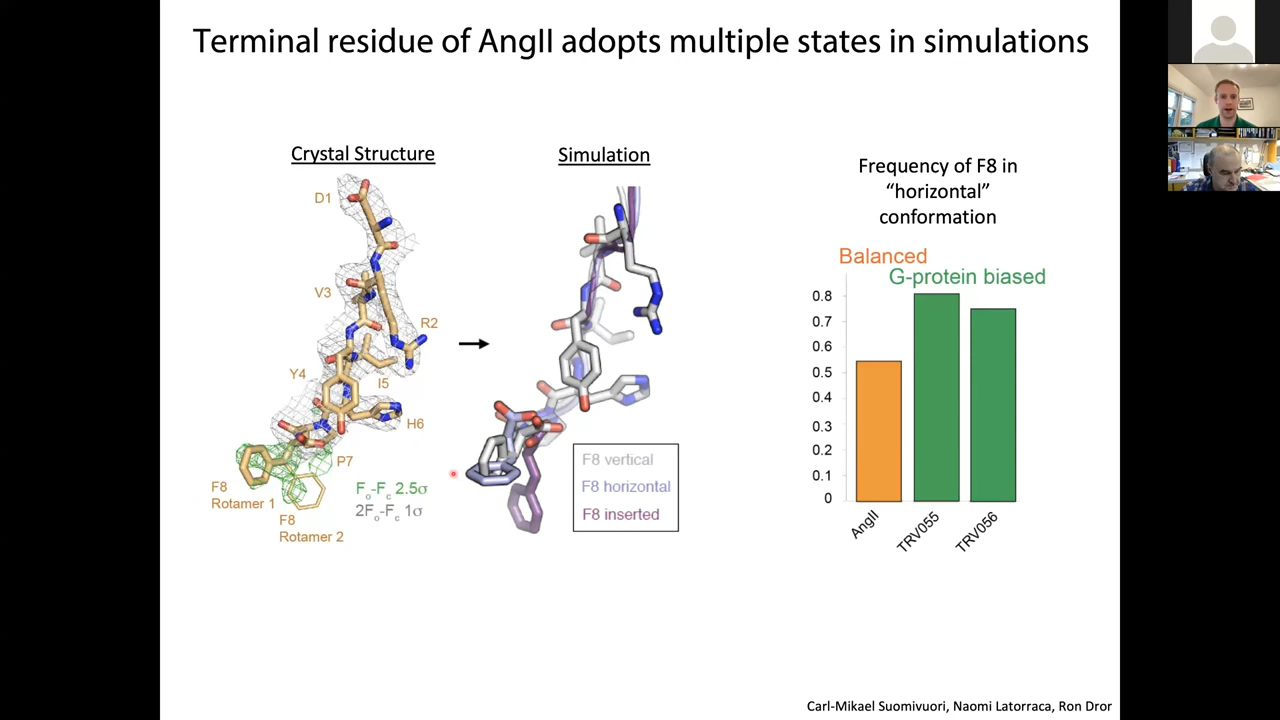 Terminal residue of AngII adopts multiple states in simulations
Crystal Structure
D1
V3
R2
Y4
I5
H6
P7
F8
Rotamer 1
F8
Rotamer 2
Fo-Fc 2.5σ
2Fo-Fc 1σ
Simulation
F8 vertical
F8 horizontal
F8 inserted
Frequency of F8 in
“horizontal”
conformation
Balanced
G-protein biased
0.8
0.7
0.6
0.5
0.4
0.3
0.2
0.1
0
AngII
TRV055
TRV056
Carl-Mikael Suomivuori, Naomi Latorraca, Ron Dror